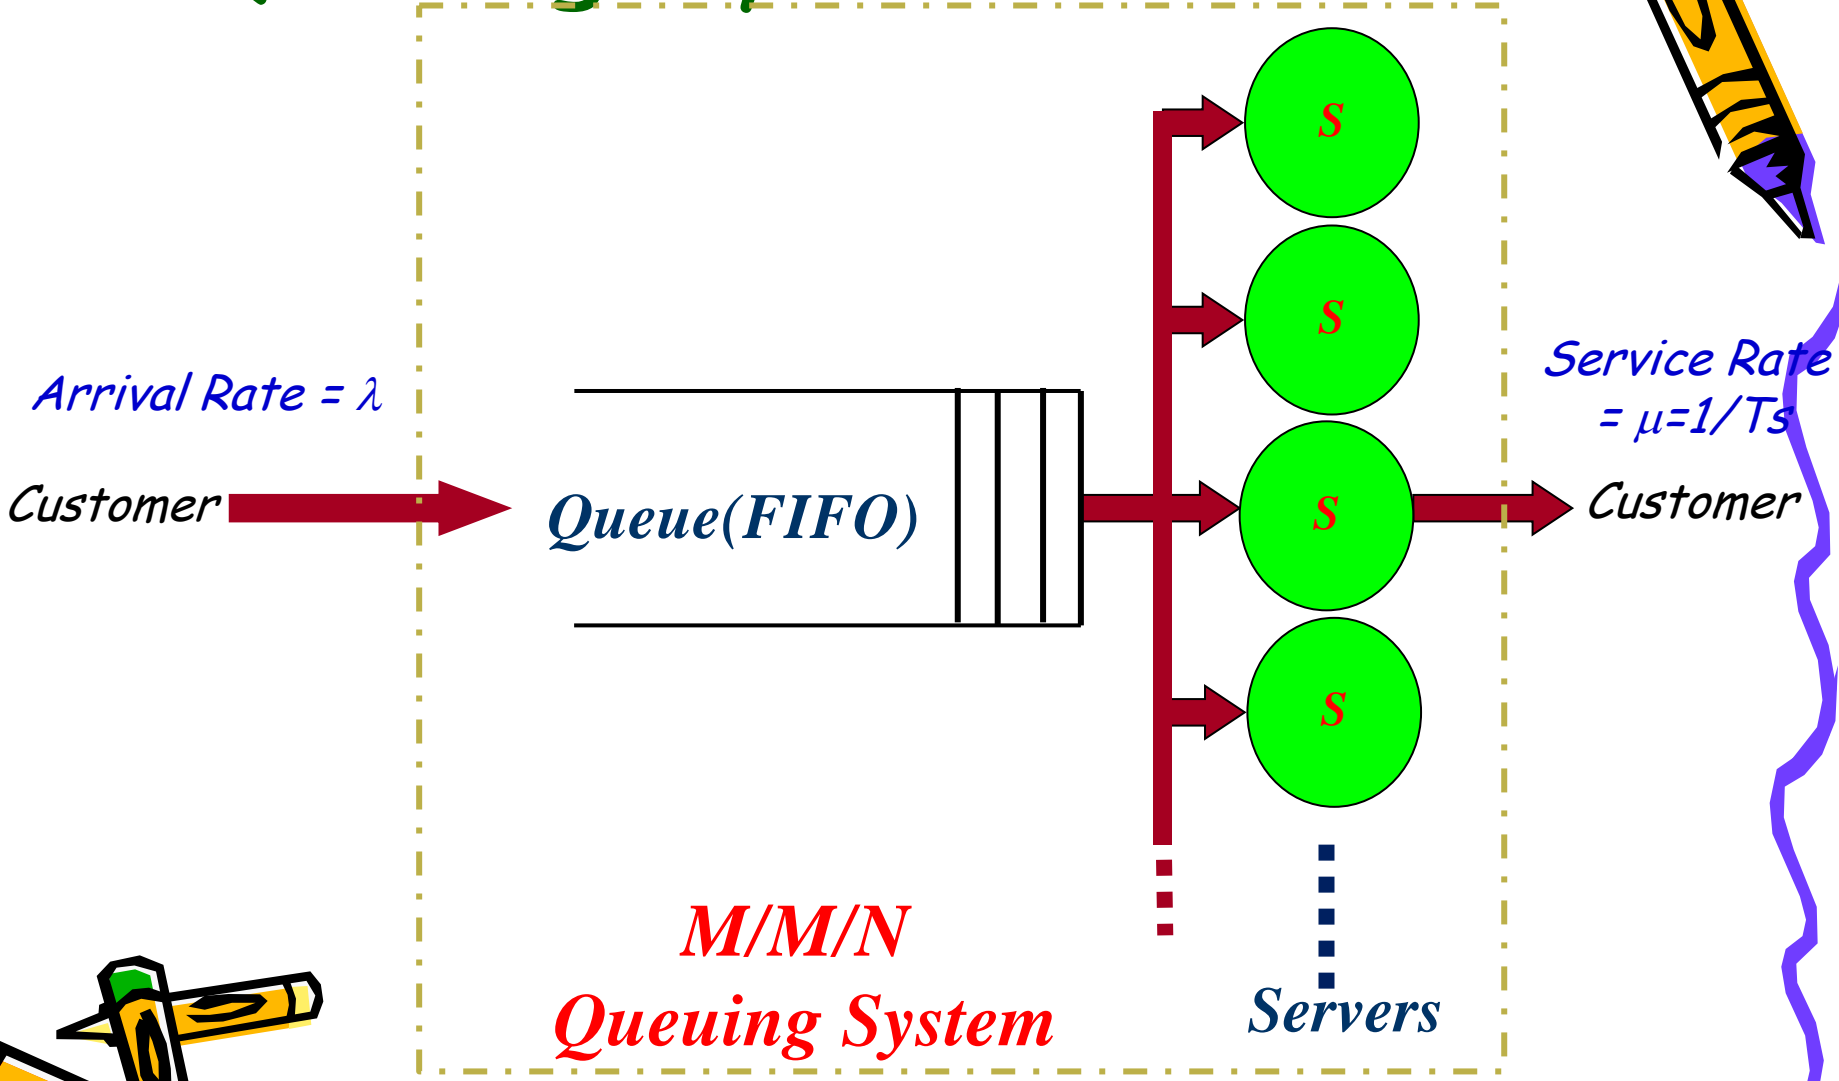 S
S
Arrival Rate = λ
Service Rate
= μ=1/Ts
Customer
Queue(FIFO)
S
Customer
S
M/M/N
Queuing System
Servers